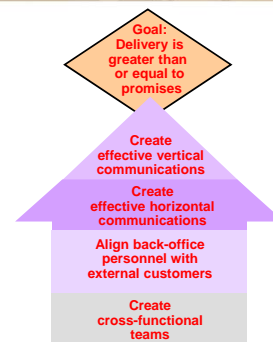 Goal:
Delivery is
greater than
or equal to
promises
Create
effective vertical
communications
Create
effective horizontal
communications
Align back-office
personnel with
external customers
Create
cross-functional
teams